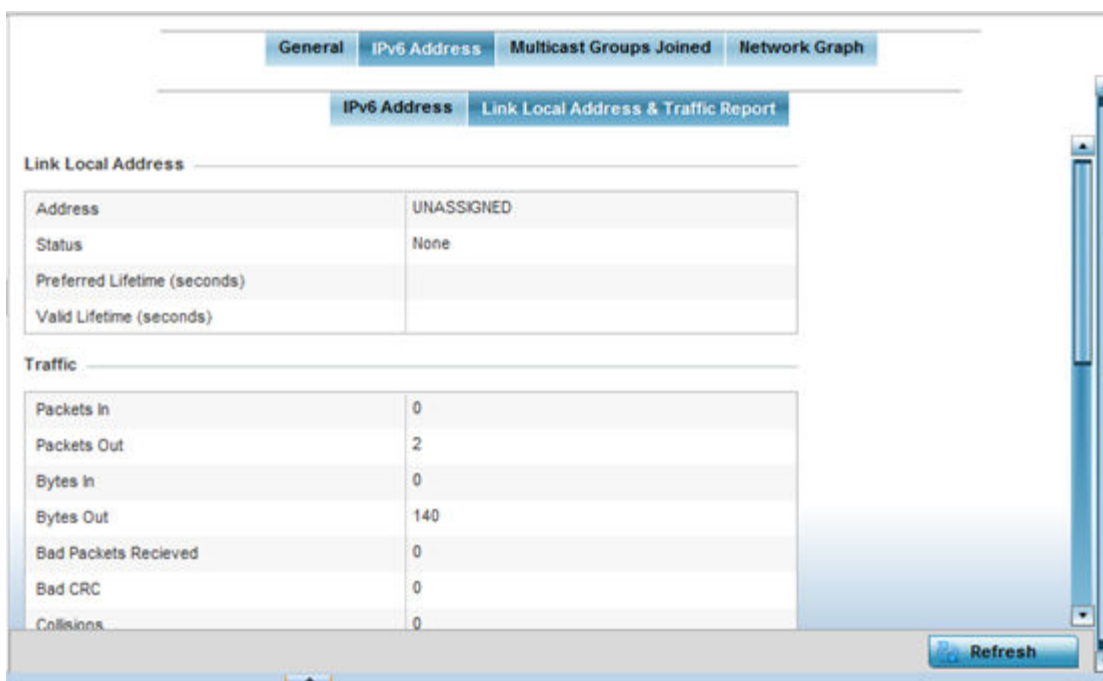 General IPv6 Address Multicast Groups Joined Network Graph
IPv6 Address Link Local Address & Traffic Report
Link Local Address
Address UNASSIGNED
Status None
Preferred Lifetime (seconds)
Valid Lifetime (seconds)
Traffic
Packets In 0
Packets Out 2
Bytes In 0
Bytes Out 140
Bad Packets Recieved 0
Bad CRC 0
Collisions 0
Refresh